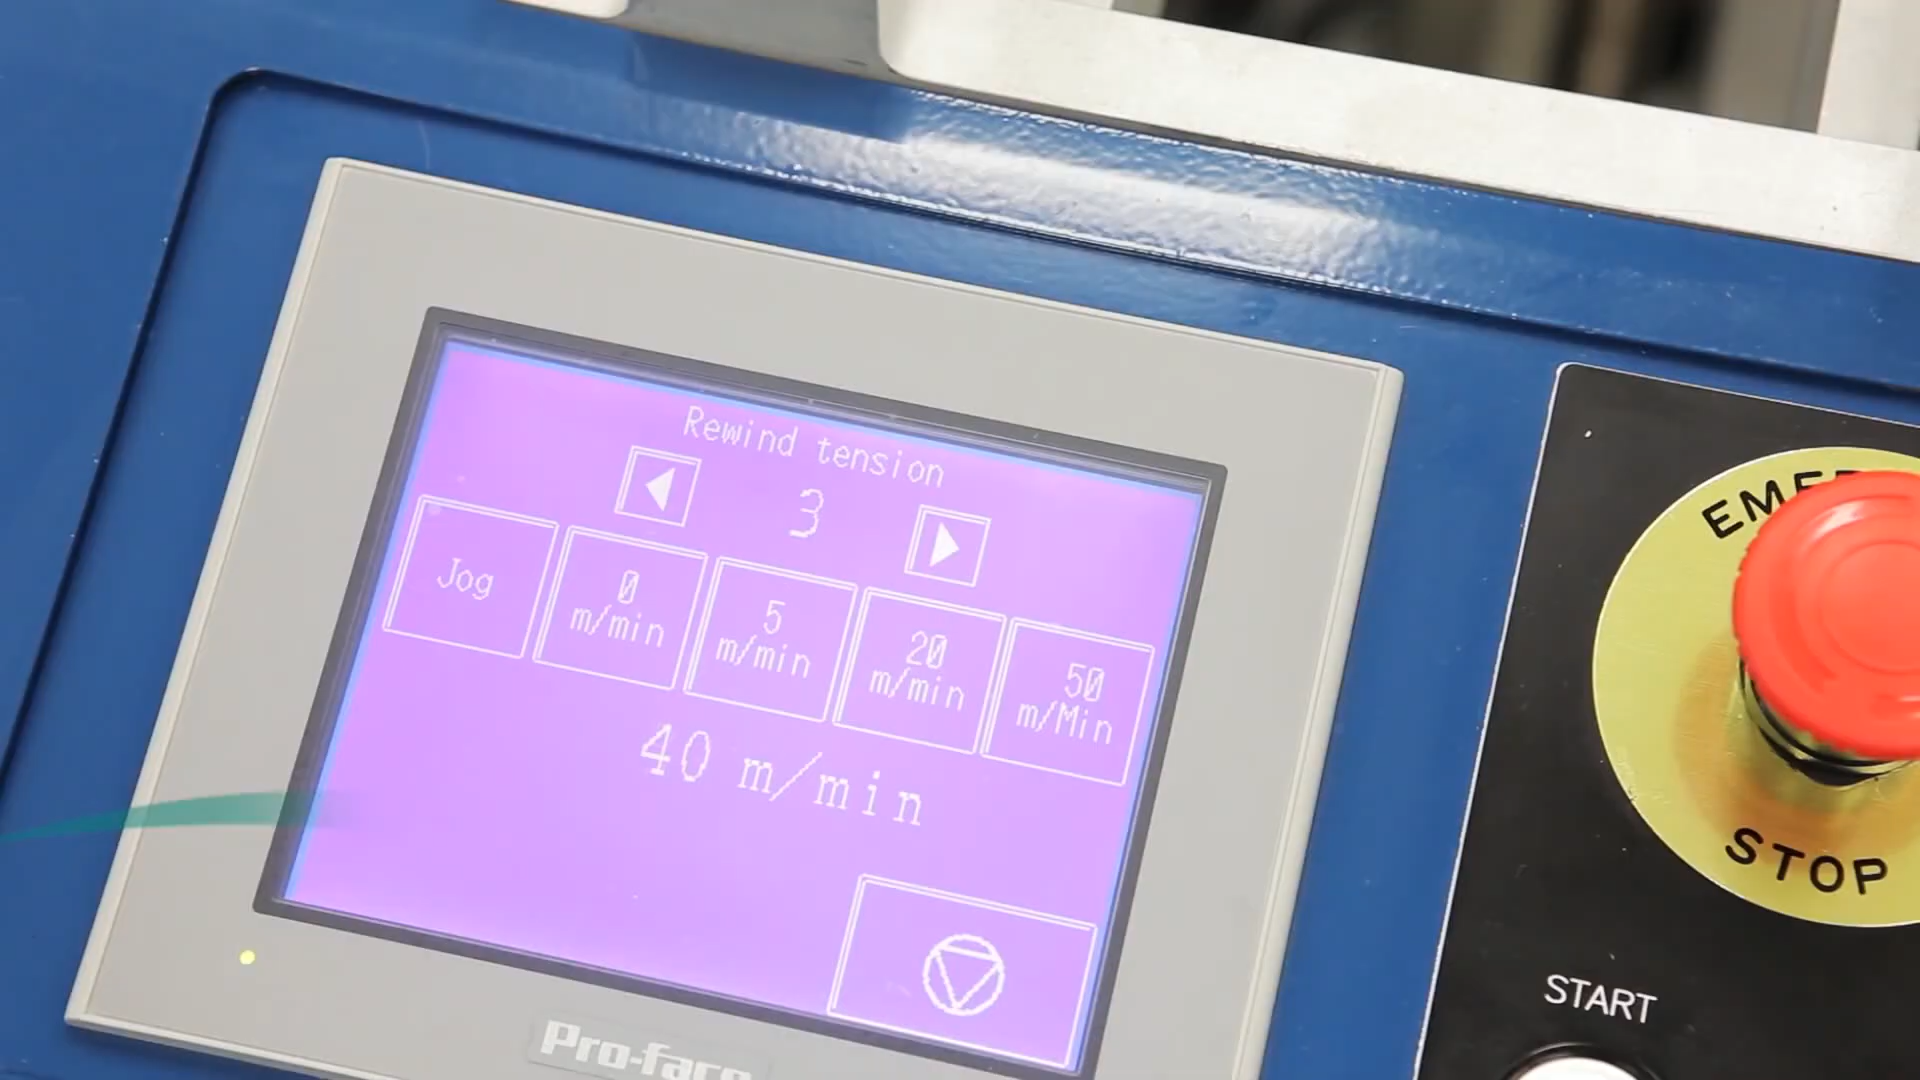 Rewind tension
3
Jog
0
m/min
5
m/min
20
m/min
50
m/Min
40 m/min
Pro-face
STOP
START